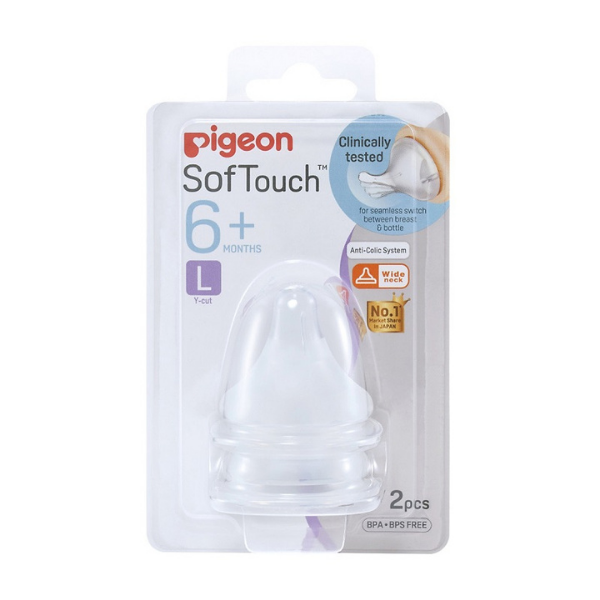 pigeon
SofTouch™
6+
MONTHS
L
Y-cut
Clinically
tested
for seamless switch
between breast
& bottle
Anti-Colic System
Wide
neck
No.1
Market Share
in JAPAN
2pcs
BPA•BPS FREE